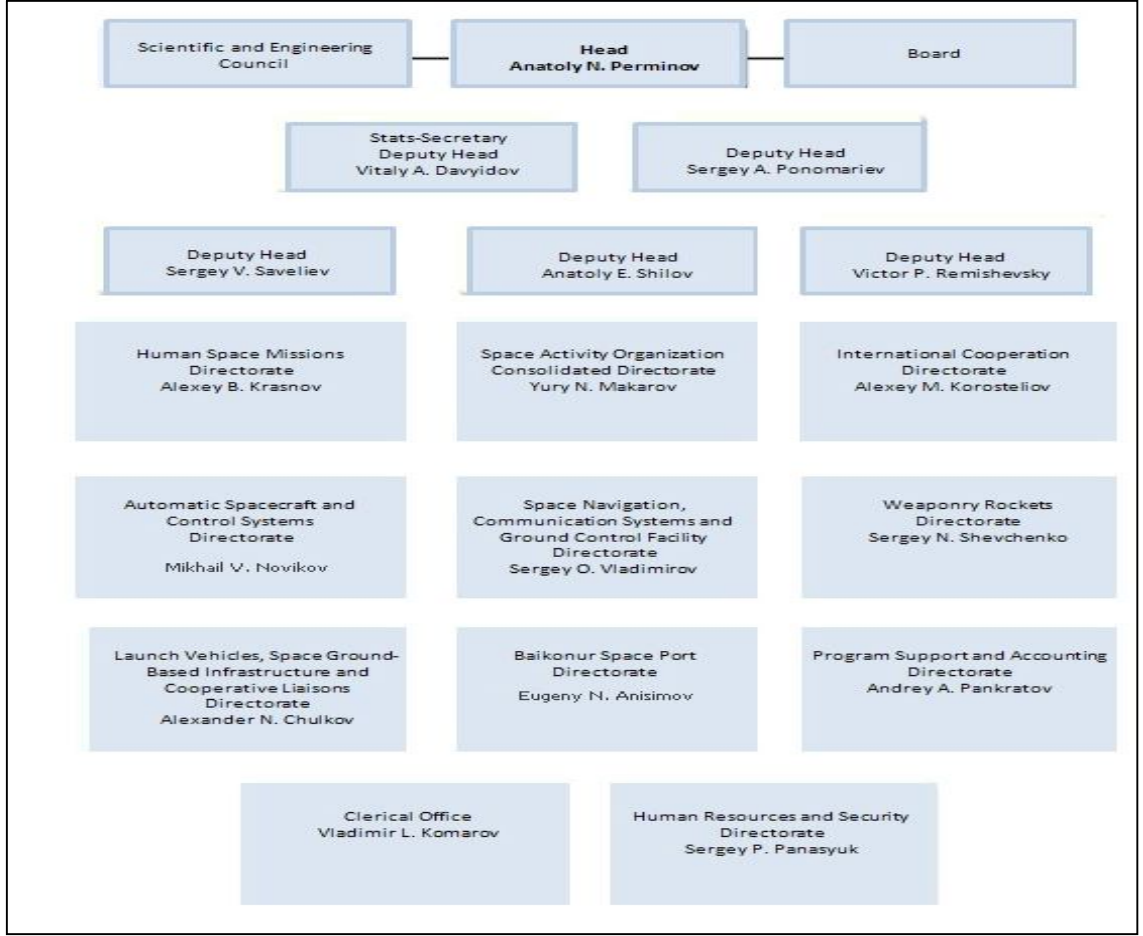 Scientific and Engineering
Council
Head
Anatoly N. Perminov
Board
Stats-Secretary
Deputy Head
Vitaly A. Davyidov
Deputy Head
Sergey A. Ponomariev
Deputy Head
Sergey V. Saveliev
Deputy Head
Anatoly E. Shilov
Deputy Head
Victor P. Remishevsky
Human Space Missions
Directorate
Alexey B. Krasnov
Space Activity Organization
Consolidated Directorate
Yury N. Makarov
International Cooperation
Directorate
Alexey M. Korosteliov
Automatic Spacecraft and
Control Systems
Directorate
Mikhail V. Novikov
Space Navigation,
Communication Systems and
Ground Control Facility
Directorate
Sergey O. Vladimirov
Weaponry Rockets
Directorate
Sergey N. Shevchenko
Launch Vehicles, Space Ground-
Based Infrastructure and
Cooperative Liaisons
Directorate
Alexander N. Chulkov
Baikonur Space Port
Directorate
Eugeny N. Anisimov
Program Support and Accounting
Directorate
Andrey A. Pankratov
Clerical Office
Vladimir L. Komarov
Human Resources and Security
Directorate
Sergey P. Panasyuk